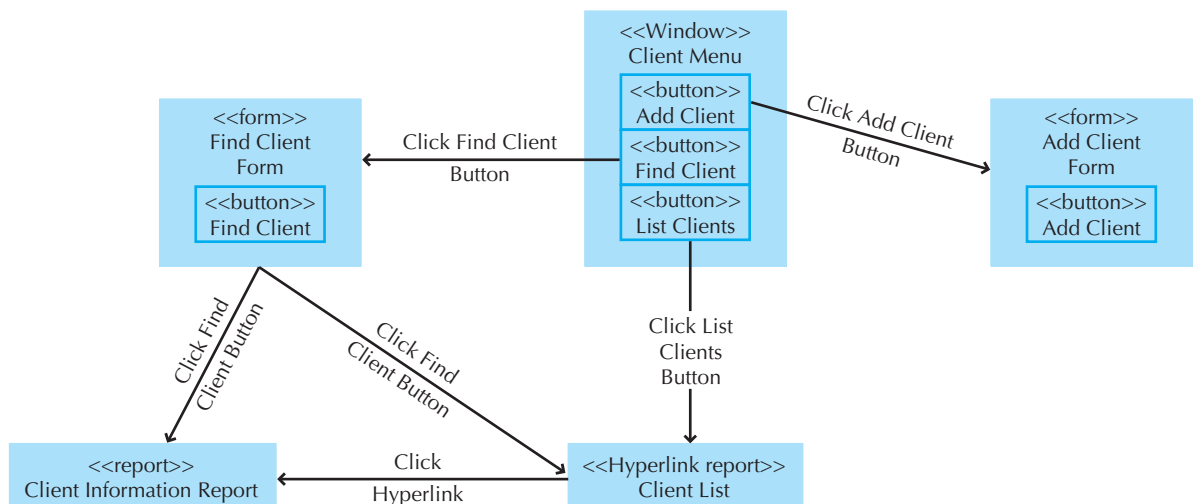 <<Window>>
Client Menu
<<button>>
Add Client
<<button>>
Find Client
<<button>>
List Clients
<<form>>
Find Client
Form
<<button>>
Find Client
Click Find Client
Button
Click Add Client
Button
<<form>>
Add Client
Form
<<button>>
Add Client
Click Find
Client Button
Click Find
Client Button
Click List
Clients
Button
<<report>>
Client Information Report
Click
Hyperlink
<<Hyperlink report>>
Client List